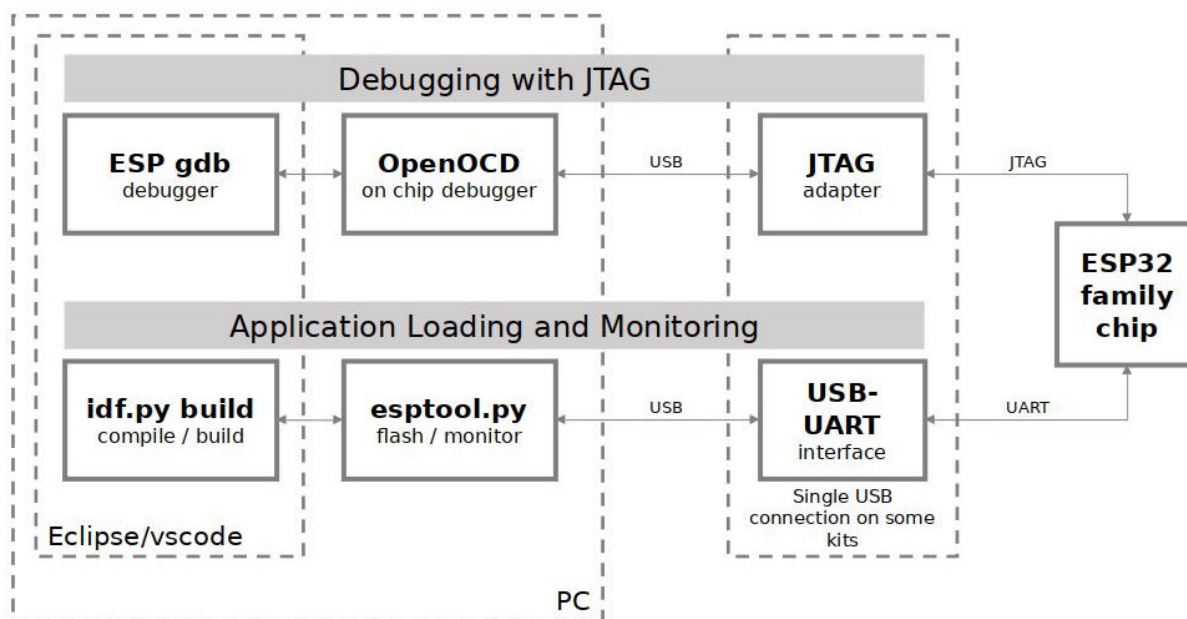 Debugging with JTAG
ESP gdb
debugger
OpenOCD
on chip debugger
USB
JTAG
adapter
JTAG
ESP32
family
chip
Application Loading and Monitoring
idf.py build
compile / build
esptool.py
flash / monitor
USB
USB-
UART
interface
UART
Single USB
connection on some
kits
Eclipse/vscode
PC